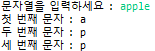 문자열을 입력하세요 : apple
첫 번째 문자 : a
두 번째 문자 : p
세 번째 문자 : p